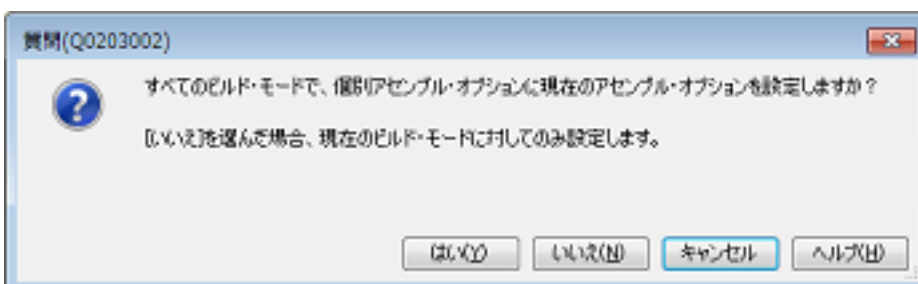 質問(Q0203002)
すべてのビルド・モードで、個別アセンブル・オプションに現在のアセンブル・オプションを設定しますか？
[いいえ]を選んだ場合、現在のビルド・モードに対してのみ設定します。
はい(Y)
いいえ(N)
キャンセル
ヘルプ(H)